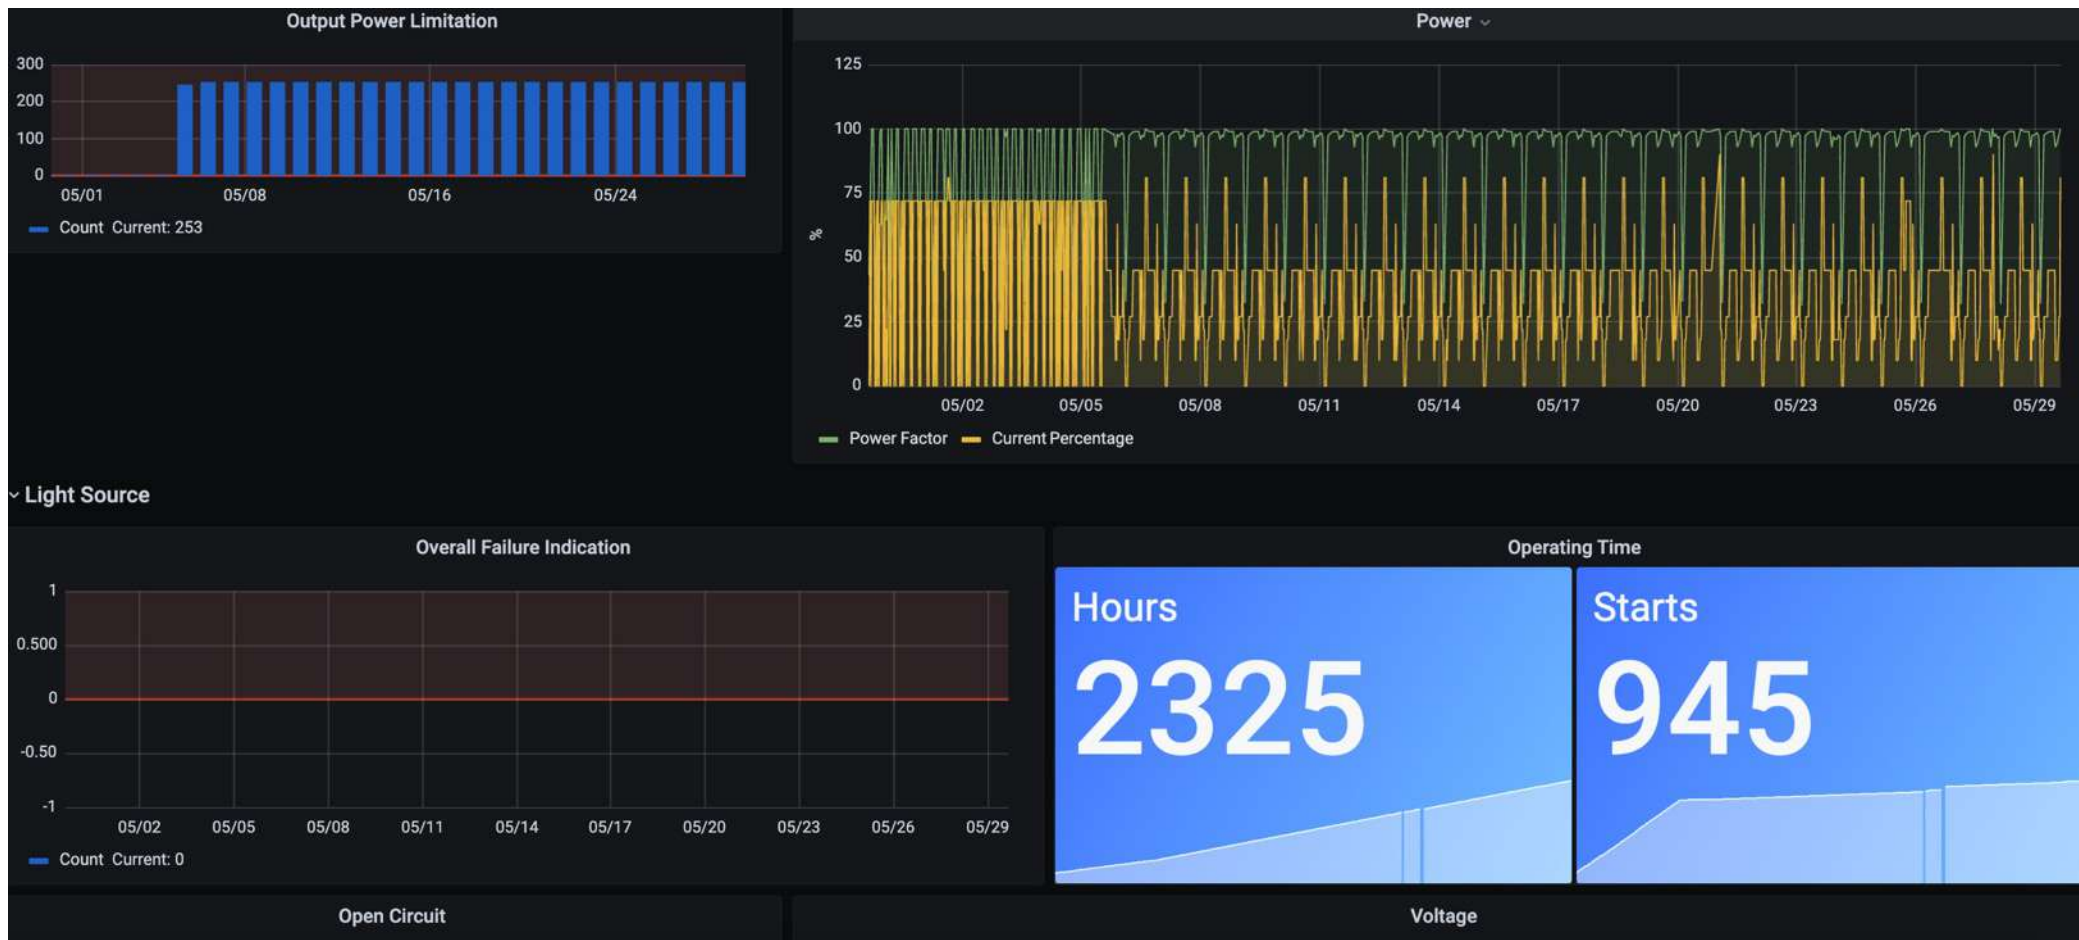 Output Power Limitation
300
200
100
0
05/01 05/08 05/16 05/24
Count Current: 253
Power
125
100
75
50
25
0
%
05/02 05/05 05/08 05/11 05/14 05/17 05/20 05/23 05/26 05/29
Power Factor Current Percentage
Light Source
Overall Failure Indication
1
0.500
0
-0.50
-1
05/02 05/05 05/08 05/11 05/14 05/17 05/20 05/23 05/26 05/29
Count Current: 0
Operating Time
Hours
2325
Starts
945
Open Circuit
Voltage